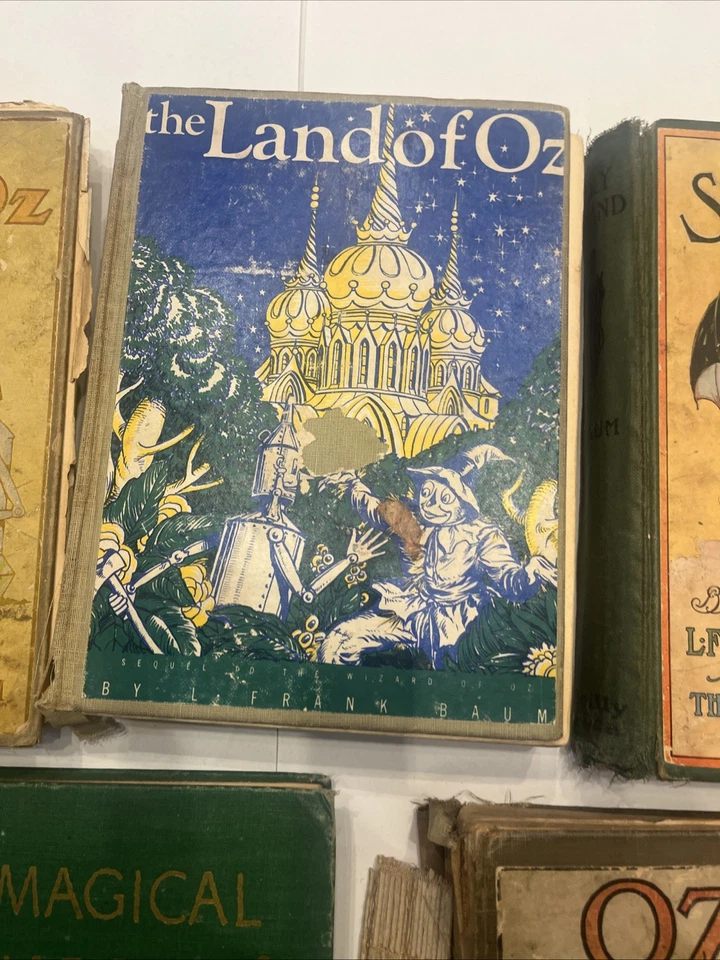 the Land of Oz
SEQUEL TO THE WIZARD OF OZ
BY L. FRANK BAUM
Oz
MAGICAL
OZ
L.F